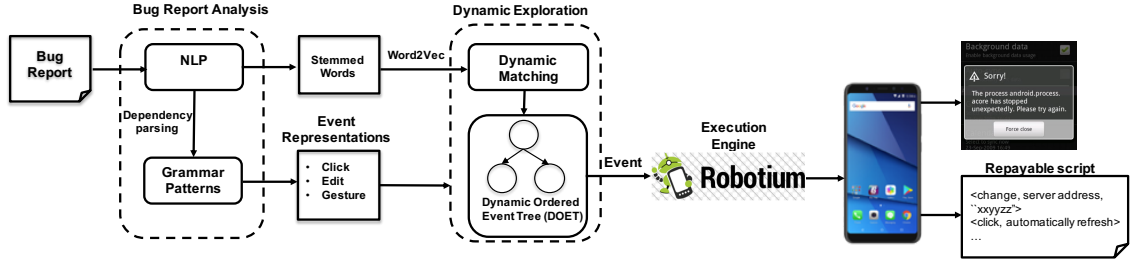 Bug Report Analysis
Dynamic Exploration
Bug
Report
NLP
Stemmed
Words
Word2Vec
Dynamic
Matching
Dependency
parsing
Event
Representations
Grammar
Patterns
• Click
• Edit
• Gesture
Dynamic Ordered
Event Tree (DOET)
Event
Execution
Engine
Robotium
Background data
Sorry!
The process android.process.
acore has stopped
unexpectedly. Please try again.
Force close
Repayable script
<change, server address,
``xxyyzz”>
<click, automatically refresh>
…